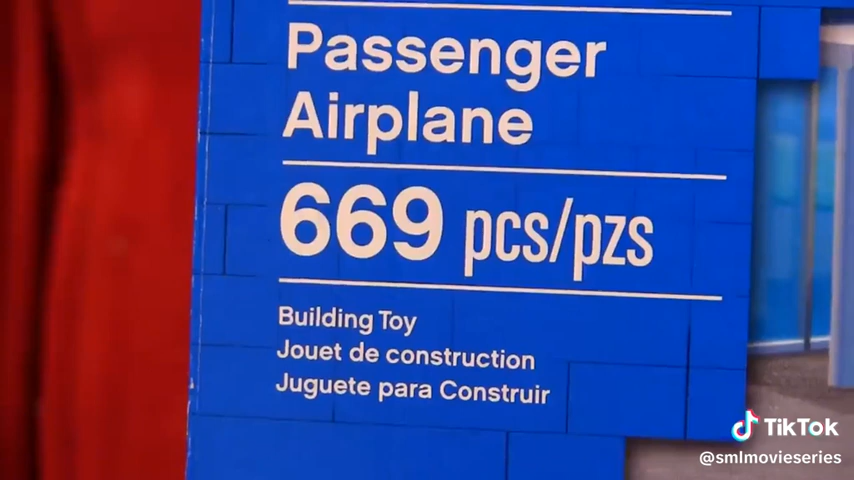 Passenger
Airplane
669 pcs/pzs
Building Toy
Jouet de construction
Juguete para Construir
TikTok
@smlmovieseries